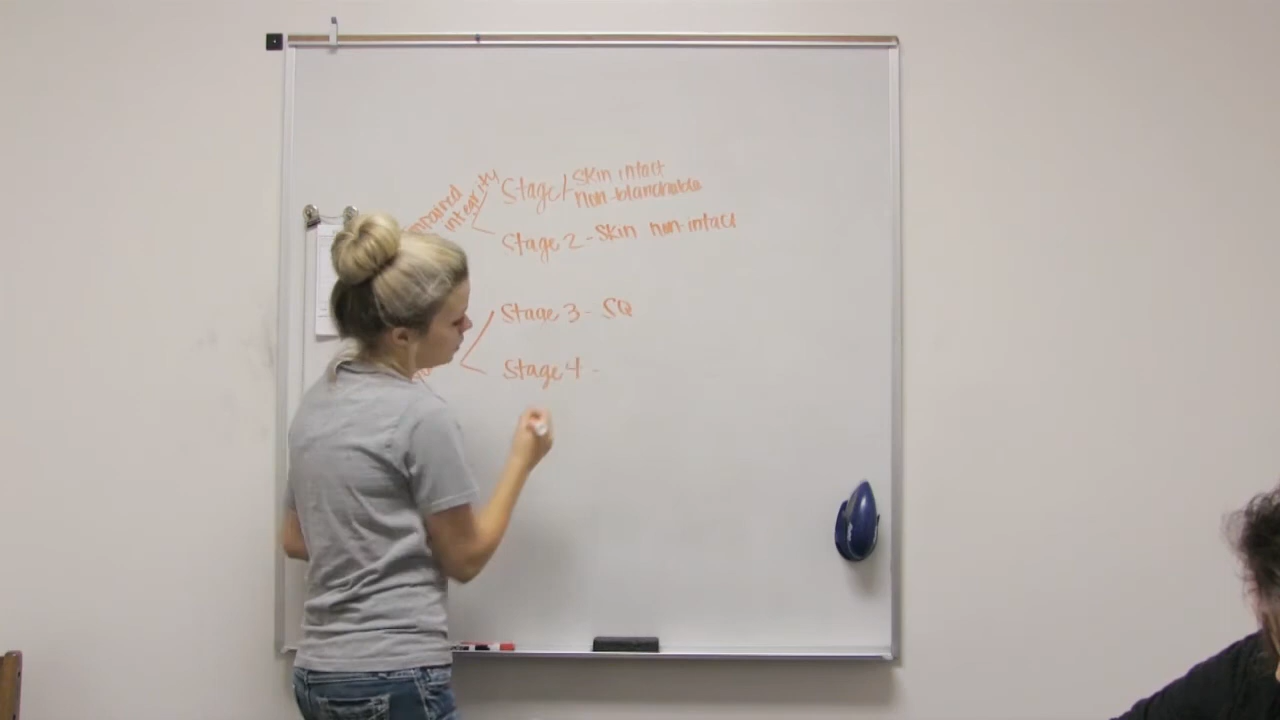 impaired
integrity
Stage 1- Skin intact
non-blanchable
Stage 2 - Skin non-intact
Stage 3 - SQ
Stage 4 -